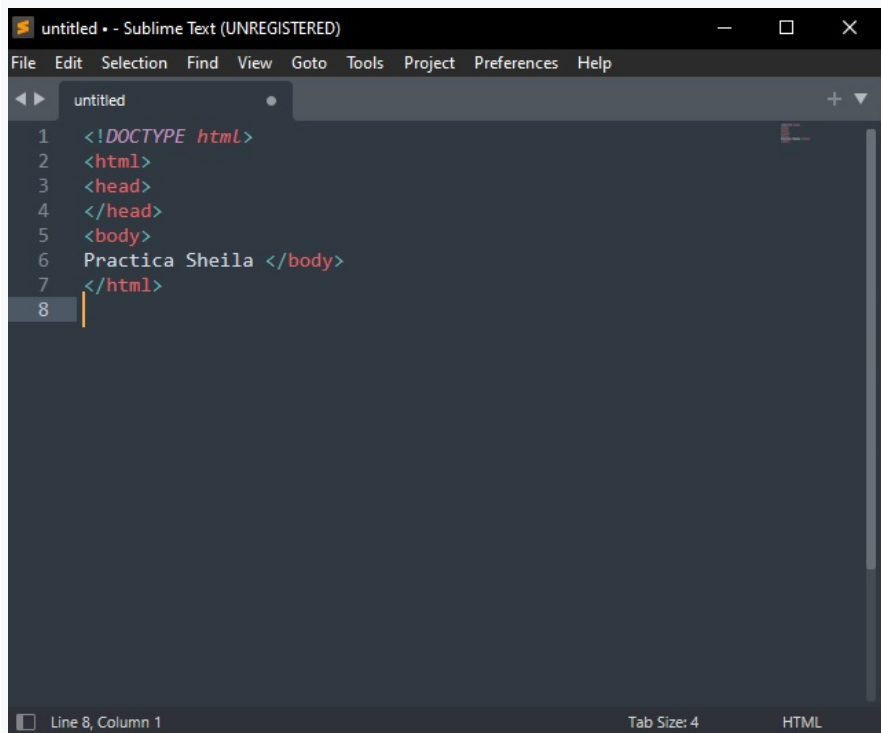 untitled • - Sublime Text (UNREGISTERED)
File Edit Selection Find View Goto Tools Project Preferences Help
untitled
1 <!DOCTYPE html>
2 <html>
3 <head>
4 </head>
5 <body>
6 Practica Sheila </body>
7 </html>
8
Line 8, Column 1 Tab Size: 4 HTML